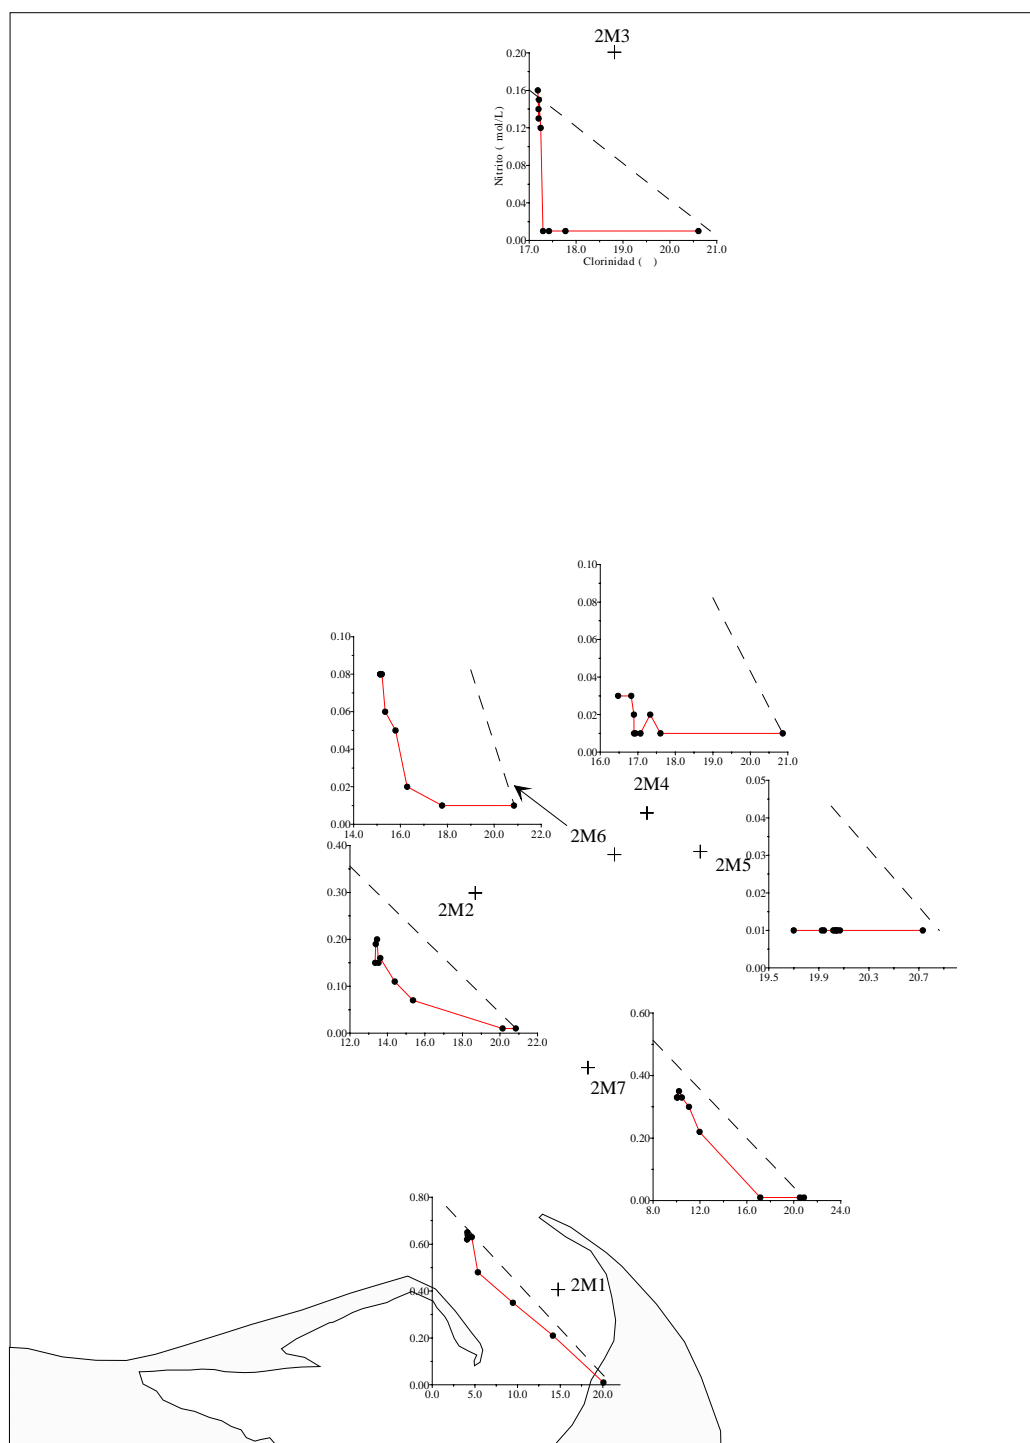 2M3
0.20
0.16
0.12
0.08
0.04
0.00
Nitrito ( mol/L)
17.0 18.0 19.0 20.0 21.0
Clorinidad ( )
0.10
0.08
0.06
0.04
0.02
0.00
16.0 17.0 18.0 19.0 20.0 21.0
2M4
0.10
0.08
0.06
0.04
0.02
0.00
14.0 16.0 18.0 20.0 22.0
2M6
2M5
0.05
0.04
0.03
0.02
0.01
0.00
19.5 19.9 20.3 20.7
2M2
0.40
0.30
0.20
0.10
0.00
12.0 14.0 16.0 18.0 20.0 22.0
2M7
0.60
0.40
0.20
0.00
8.0 12.0 16.0 20.0 24.0
0.80
0.60
0.40
0.20
0.00
0.0 5.0 10.0 15.0 20.0
2M1